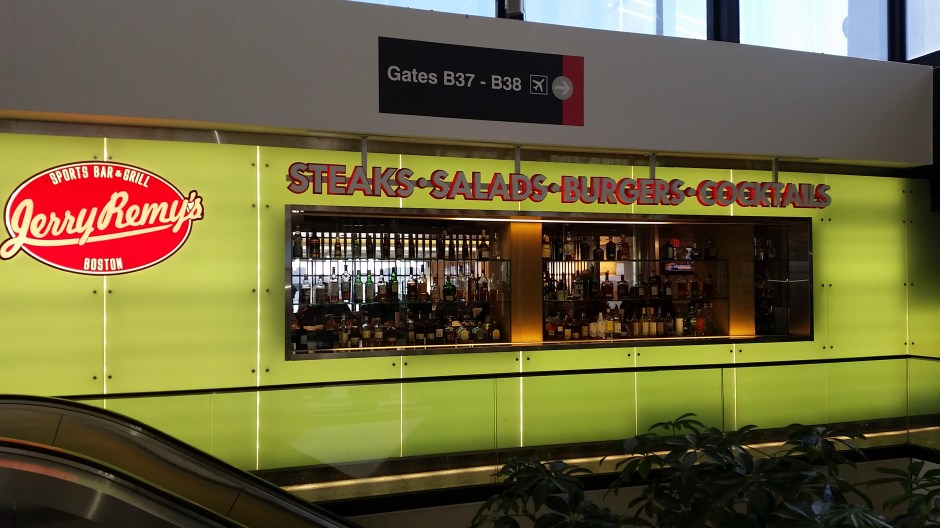 Gates B37 - B38
SPORTS BAR & GRILL
Jerry Remy's
BOSTON
STEAKS • SALADS • BURGERS • COCKTAILS